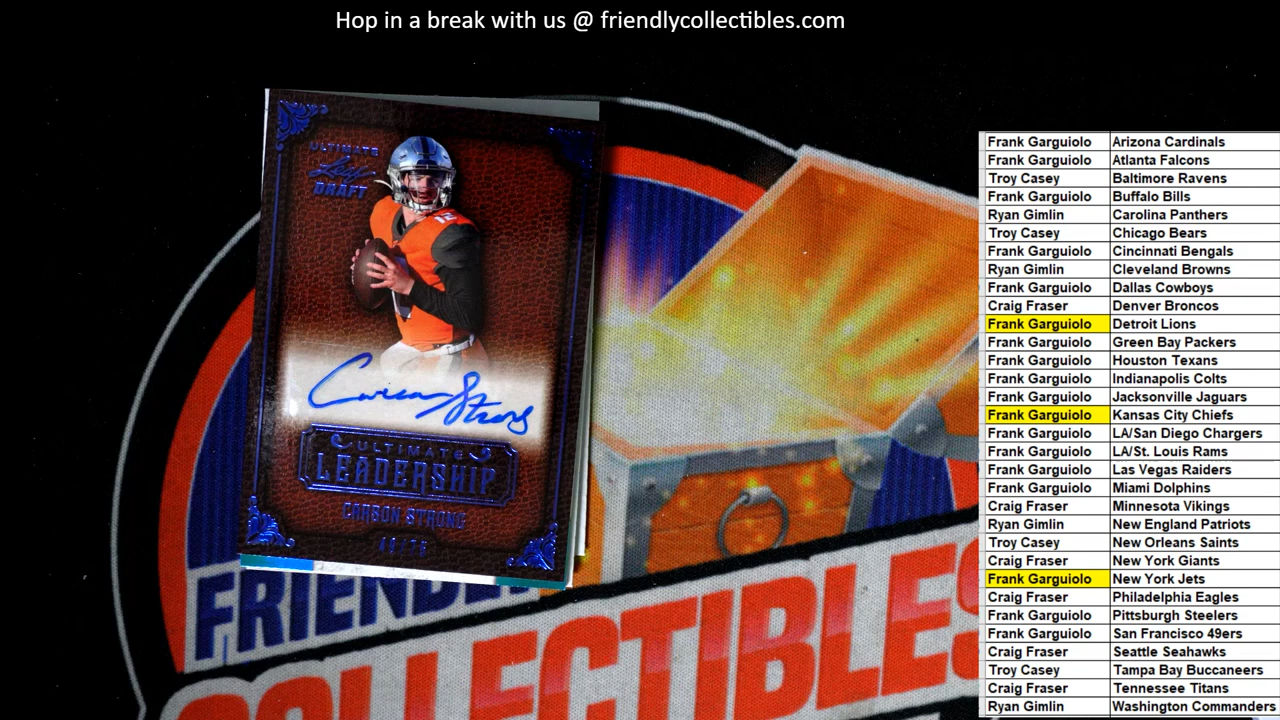 Hop in a break with us @ friendlycollectibles.com
ULTIMATE
Leaf
DRAFT
12
Carson Strong
ULTIMATE
LEADERSHIP
CARSON STRONG
FRIENDLY
COLLECTIBLES
Frank Garguiolo Arizona Cardinals
Frank Garguiolo Atlanta Falcons
Troy Casey Baltimore Ravens
Frank Garguiolo Buffalo Bills
Ryan Gimlin Carolina Panthers
Troy Casey Chicago Bears
Frank Garguiolo Cincinnati Bengals
Ryan Gimlin Cleveland Browns
Frank Garguiolo Dallas Cowboys
Craig Fraser Denver Broncos
Frank Garguiolo Detroit Lions
Frank Garguiolo Green Bay Packers
Frank Garguiolo Houston Texans
Frank Garguiolo Indianapolis Colts
Frank Garguiolo Jacksonville Jaguars
Frank Garguiolo Kansas City Chiefs
Frank Garguiolo LA/San Diego Chargers
Frank Garguiolo LA/St. Louis Rams
Frank Garguiolo Las Vegas Raiders
Frank Garguiolo Miami Dolphins
Craig Fraser Minnesota Vikings
Ryan Gimlin New England Patriots
Troy Casey New Orleans Saints
Craig Fraser New York Giants
Frank Garguiolo New York Jets
Craig Fraser Philadelphia Eagles
Frank Garguiolo Pittsburgh Steelers
Frank Garguiolo San Francisco 49ers
Craig Fraser Seattle Seahawks
Troy Casey Tampa Bay Buccaneers
Craig Fraser Tennessee Titans
Ryan Gimlin Washington Commanders